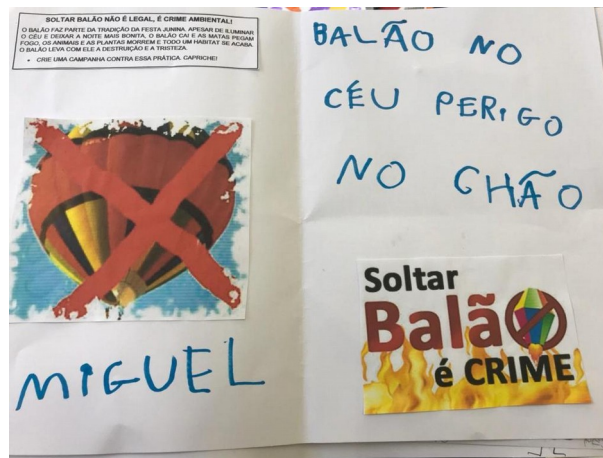 SOLTAR BALÃO NÃO É LEGAL, É CRIME AMBIENTAL!
O BALÃO FAZ PARTE DA TRADIÇÃO DA FESTA JUNINA. APESAR DE ILUMINAR
O CÉU E DEIXAR A NOITE MAIS BONITA, O BALÃO CAI E AS MATAS PEGAM
FOGO, OS ANIMAIS E AS PLANTAS MORREM E TODO UM HABITAT SE ACABA.
O BALÃO LEVA COM ELE A DESTRUIÇÃO E A TRISTEZA.
• CRIE UMA CAMPANHA CONTRA ESSA PRÁTICA. CAPRICHE!
MIGUEL
BALÃO NO
CÉU PERIGO
NO CHÃO
Soltar
Balão
é CRIME